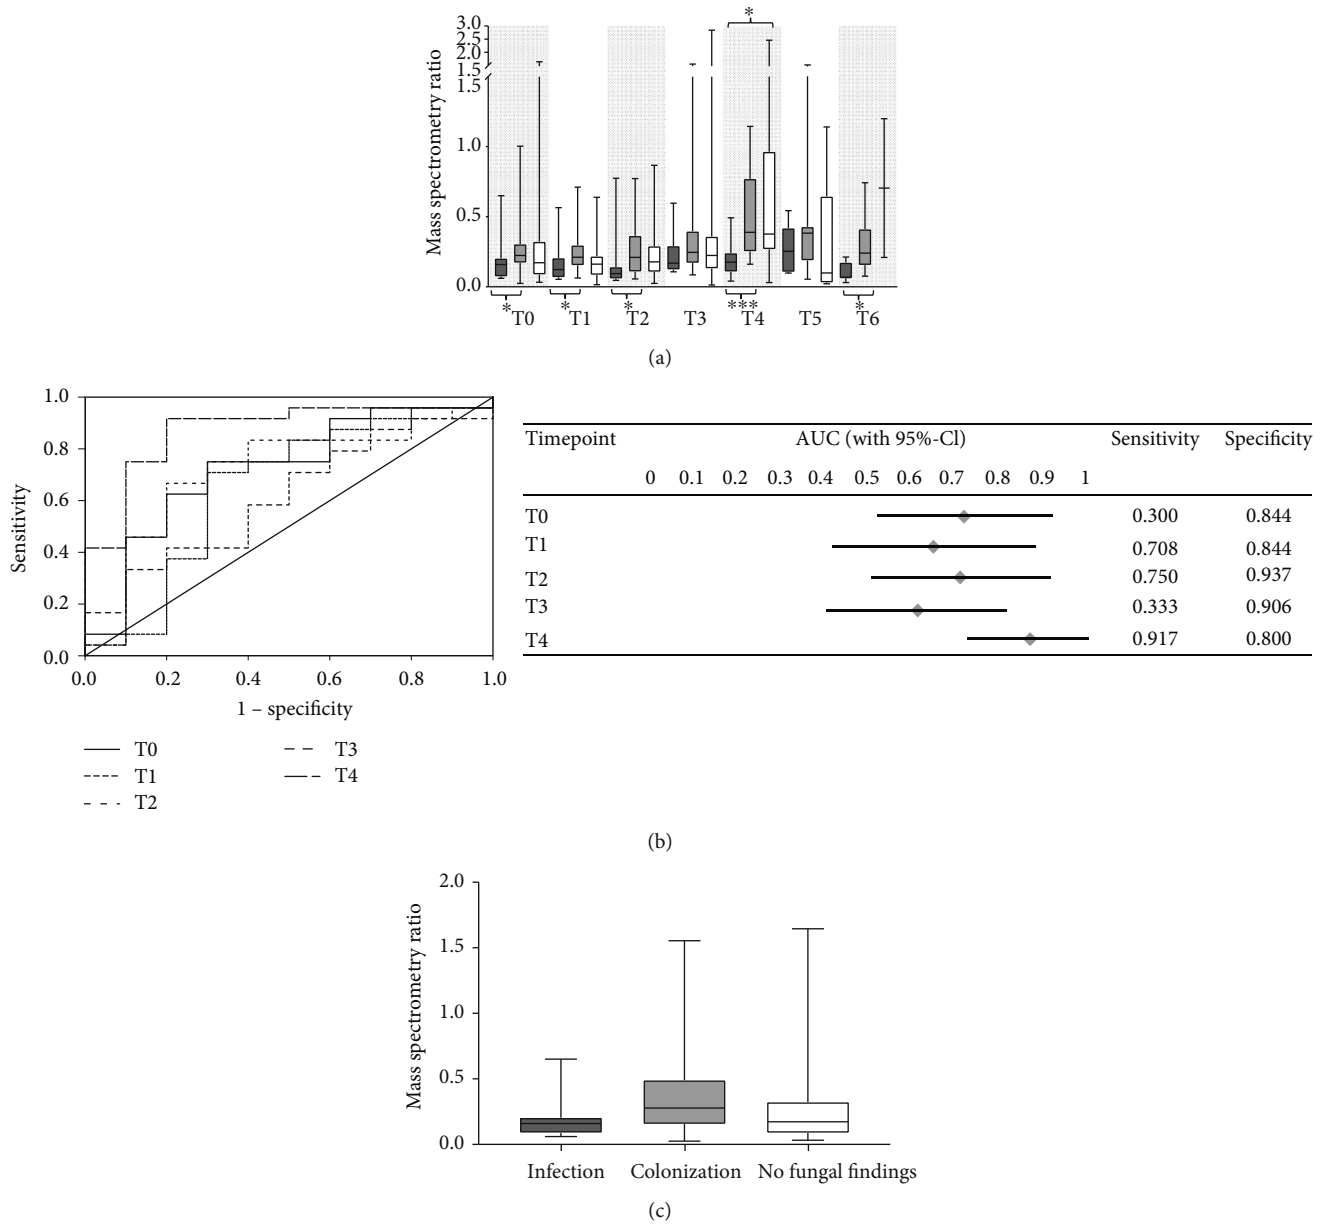 *
3.0
2.5
2.0
1.5
1.5
1.0
0.5
0.0
Mass spectrometry ratio
* * * *** *
T0 T1 T2 T3 T4 T5 T6
(a)
1.0
0.8
0.6
0.4
0.2
0.0
Sensitivity
0.0 0.2 0.4 0.6 0.8 1.0
1 – specificity
T0
T1
T2
T3
T4
Timepoint AUC (with 95%-CI) Sensitivity Specificity
0 0.1 0.2 0.3 0.4 0.5 0.6 0.7 0.8 0.9 1
T0 0.300 0.844
T1 0.708 0.844
T2 0.750 0.937
T3 0.333 0.906
T4 0.917 0.800
(b)
2.0
1.5
1.0
0.5
0.0
Mass spectrometry ratio
Infection Colonization No fungal findings
(c)